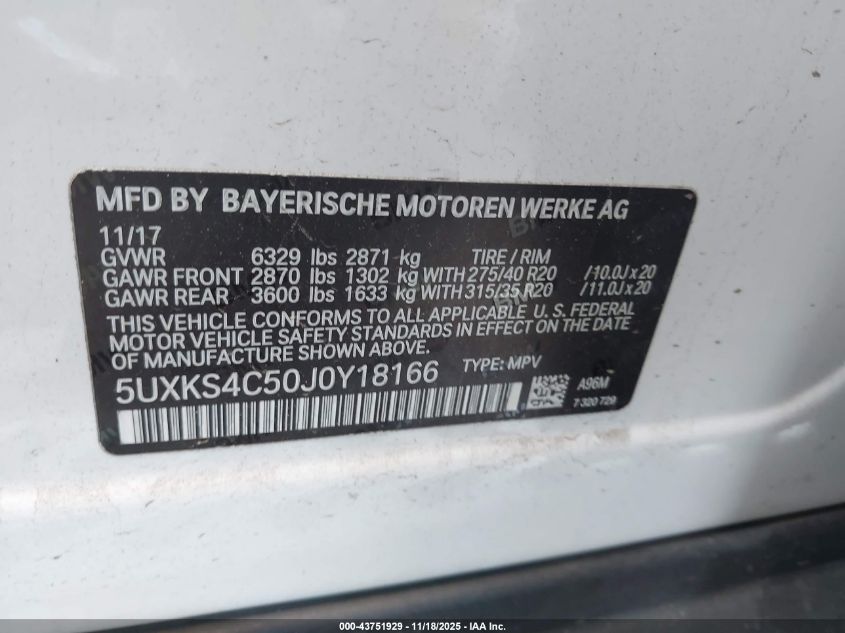 MFD BY BAYERISCHE MOTOREN WERKE AG
11/17
GVWR 6329 lbs 2871 kg TIRE / RIM
GAWR FRONT 2870 lbs 1302 kg WITH 275/40 R20 /10.0J x 20
GAWR REAR 3600 lbs 1633 kg WITH 315/35 R20 /11.0J x 20
THIS VEHICLE CONFORMS TO ALL APPLICABLE U. S. FEDERAL
MOTOR VEHICLE SAFETY STANDARDS IN EFFECT ON THE DATE
OF MANUFACTURE SHOWN ABOVE.
TYPE: MPV
5UXKS4C50J0Y18166
A96M
7 320 729
000-43751929 - 11/18/2025 - IAA Inc.